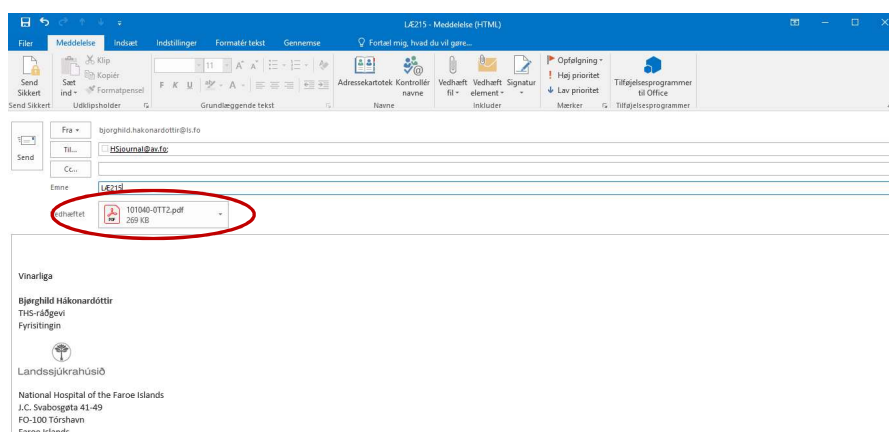 LÆ215 - Meddelelse (HTML)
Filer Meddelelse Indsæt Indstillinger Formatér tekst Gennemse Fortæl mig, hvad du vil gøre...
Send Sikkert
Send Sikkert
Sæt ind
Klip
Kopiér
Formatpensel
Udklipsholder
11 A A
F K U A
Grundlæggende tekst
Adressekartotek
Kontrollér navne
Navne
Vedhæft fil
Vedhæft element
Signatur
Inkluder
Opfølgning
Høj prioritet
Lav prioritet
Mærker
Tilføjelsesprogrammer til Office
Tilføjelsesprogrammer
Send
Fra bjorghild.hakonardottir@ls.fo
Til... HSjournal@av.fo;
Cc...
Emne LÆ215
edhæftet 101040-0TT2.pdf
PDF 269 KB
Vinarliga
Bjørghild Hákonardóttir
THS-ráðgevi
Fyrisitingin
Landssjúkrahúsið
National Hospital of the Faroe Islands
J.C. Svabosgøta 41-49
FO-100 Tórshavn
Faroe Islands